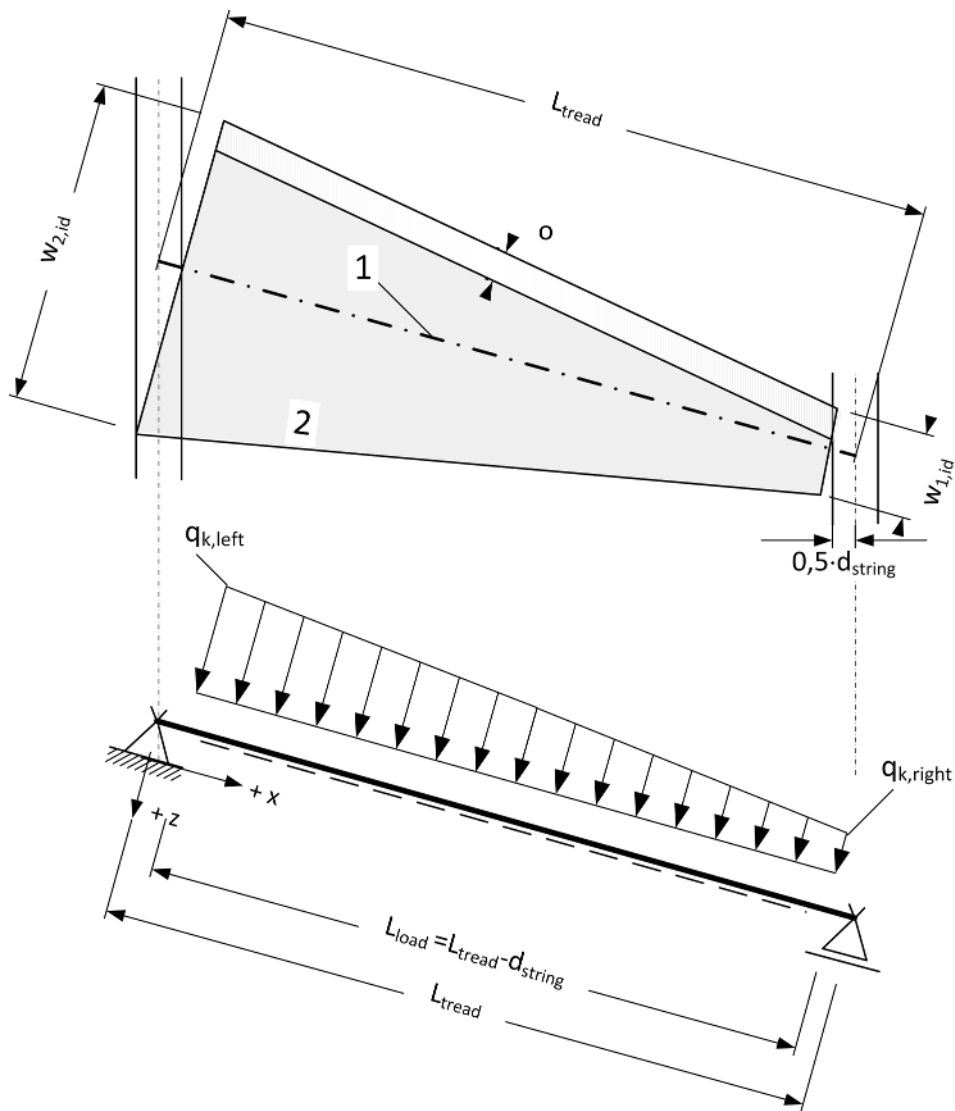 L_tread
w_2,id
o
1
2
w_1,id
0,5·d_string
q_k,left
q_k,right
+ x
+ z
L_load =L_tread-d_string
L_tread